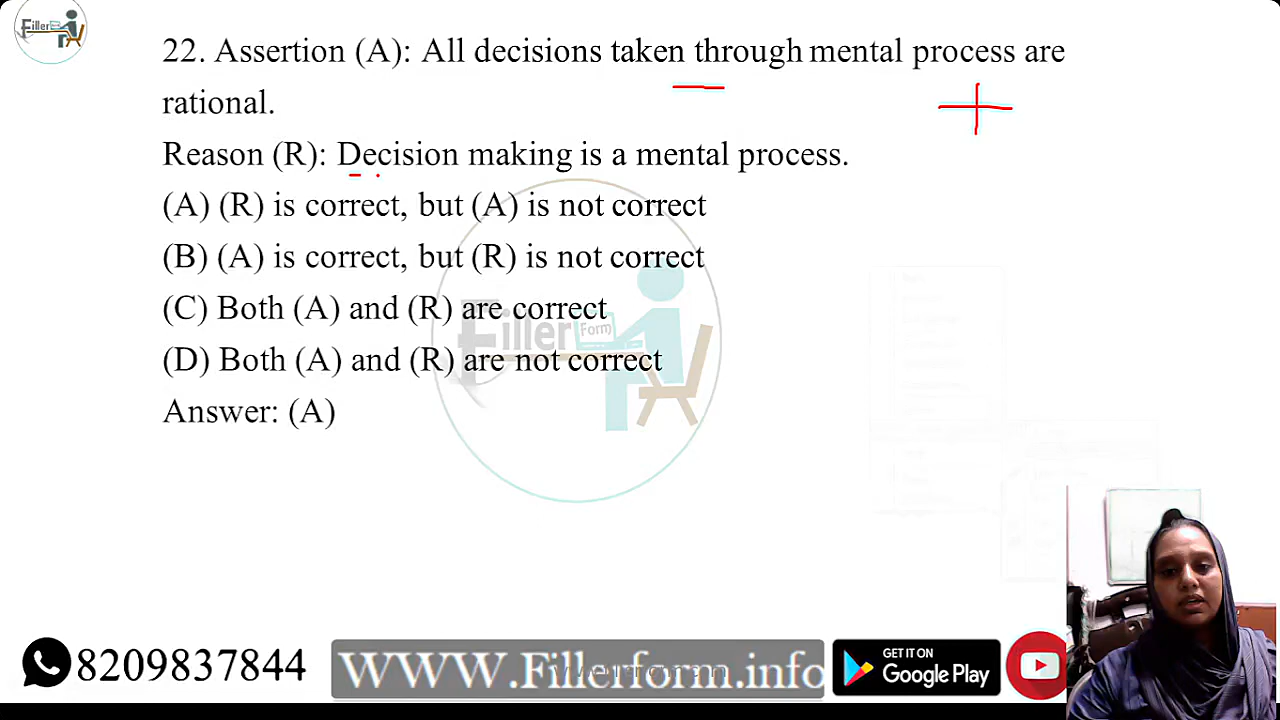 Filler
22. Assertion (A): All decisions taken through mental process are
rational.
Reason (R): Decision making is a mental process.
(A) (R) is correct, but (A) is not correct
(B) (A) is correct, but (R) is not correct
(C) Both (A) and (R) are correct
(D) Both (A) and (R) are not correct
Answer: (A)
Filler Form
8209837844
WWW.Fillerform.info
GET IT ON
Google Play